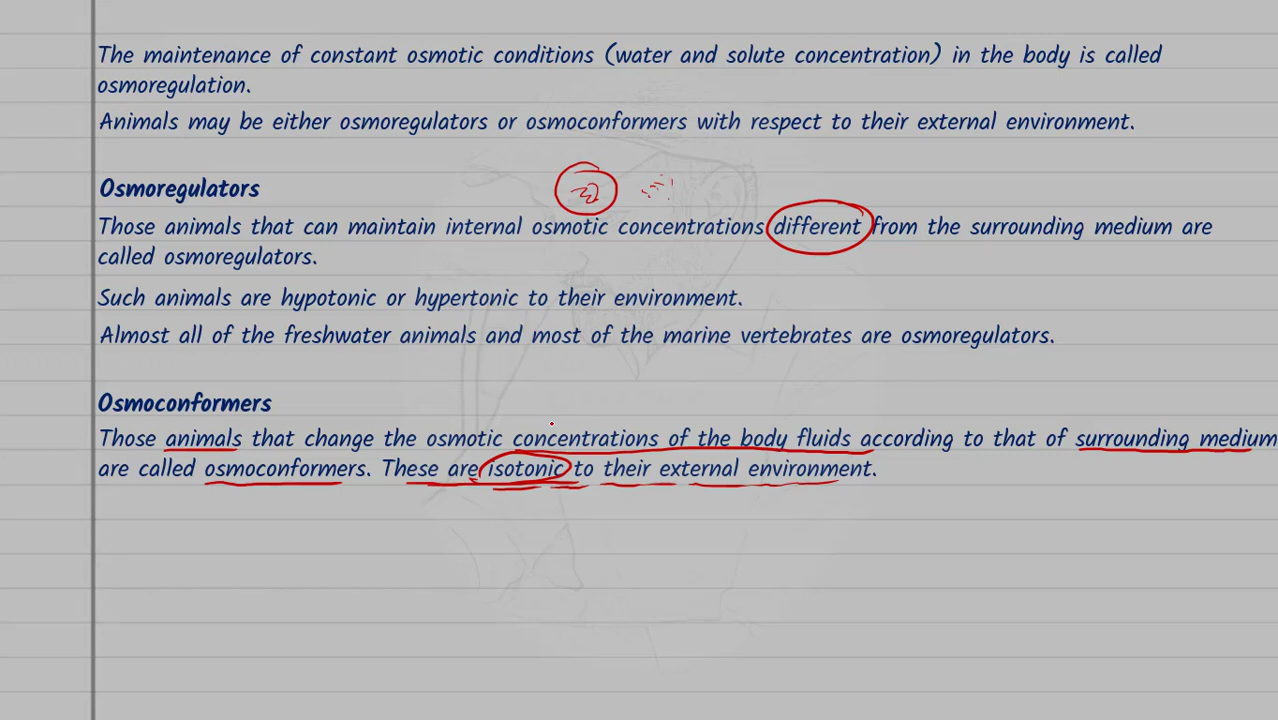 The maintenance of constant osmotic conditions (water and solute concentration) in the body is called
osmoregulation.
Animals may be either osmoregulators or osmoconformers with respect to their external environment.
Osmoregulators
Those animals that can maintain internal osmotic concentrations different from the surrounding medium are
called osmoregulators.
Such animals are hypotonic or hypertonic to their environment.
Almost all of the freshwater animals and most of the marine vertebrates are osmoregulators.
Osmoconformers
Those animals that change the osmotic concentrations of the body fluids according to that of surrounding medium
are called osmoconformers. These are isotonic to their external environment.